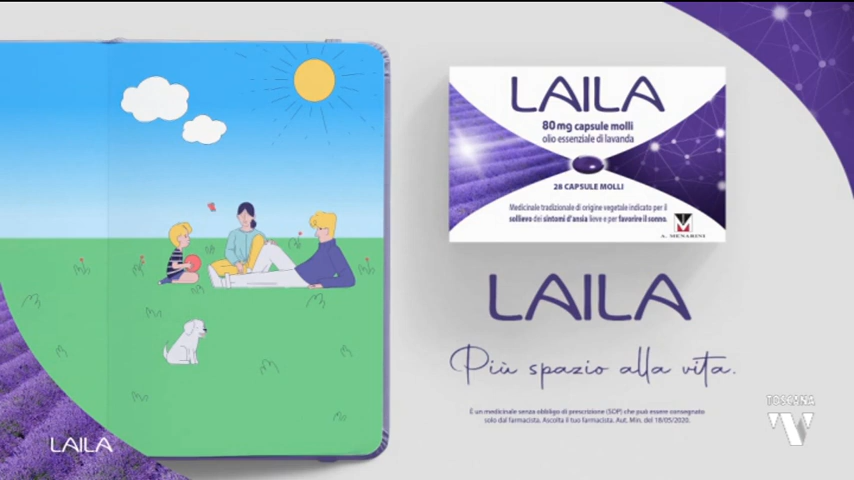 LAILA
80 mg capsule molli
olio essenziale di lavanda
28 CAPSULE MOLLI
Medicinale tradizionale di origine vegetale indicato per il
sollievo dei sintomi d'ansia lieve e per favorire il sonno.
A. MENARINI
LAILA
Più spazio alla vita.
È un medicinale senza obbligo di prescrizione (SOP) che può essere consegnato
solo dal farmacista. Ascolta il tuo farmacista. Aut. Min. del 18/05/2020.
LAILA
TOSCANA
TV